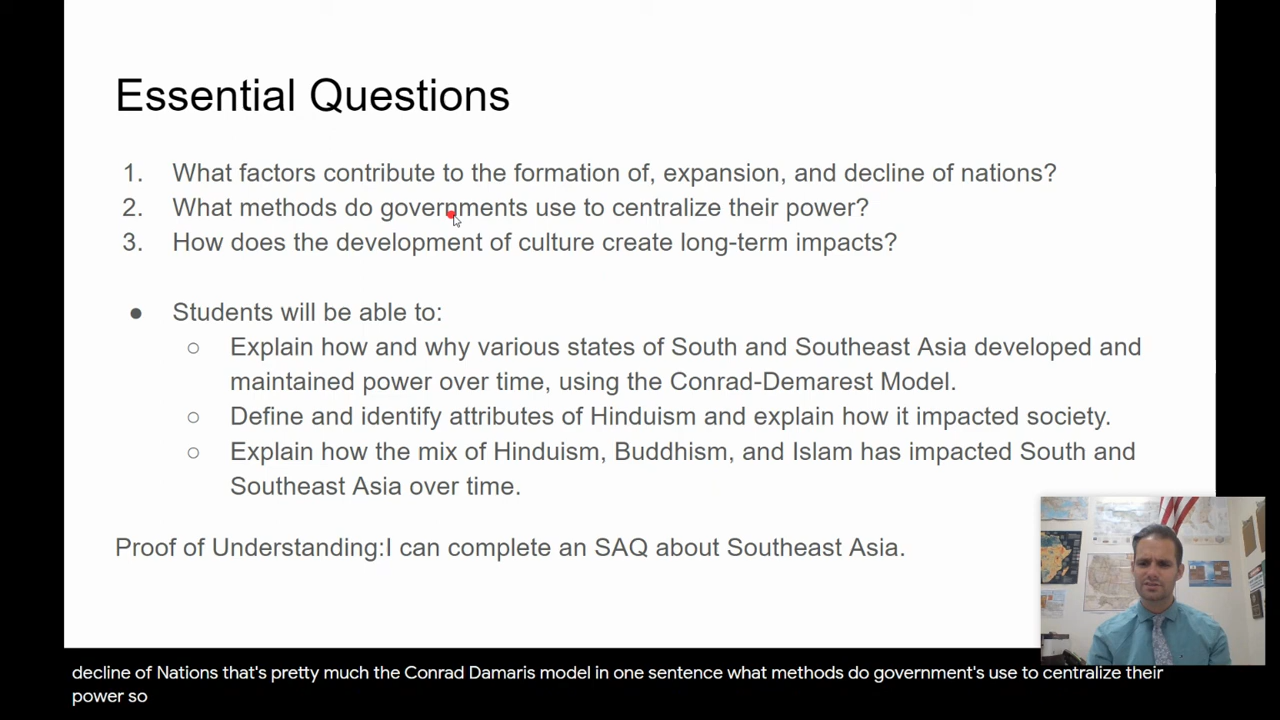 Essential Questions
1. What factors contribute to the formation of, expansion, and decline of nations?
2. What methods do governments use to centralize their power?
3. How does the development of culture create long-term impacts?
● Students will be able to:
○ Explain how and why various states of South and Southeast Asia developed and
maintained power over time, using the Conrad-Demarest Model.
○ Define and identify attributes of Hinduism and explain how it impacted society.
○ Explain how the mix of Hinduism, Buddhism, and Islam has impacted South and
Southeast Asia over time.
Proof of Understanding:I can complete an SAQ about Southeast Asia.
decline of Nations that's pretty much the Conrad Damaris model in one sentence what methods do government's use to centralize their
power so